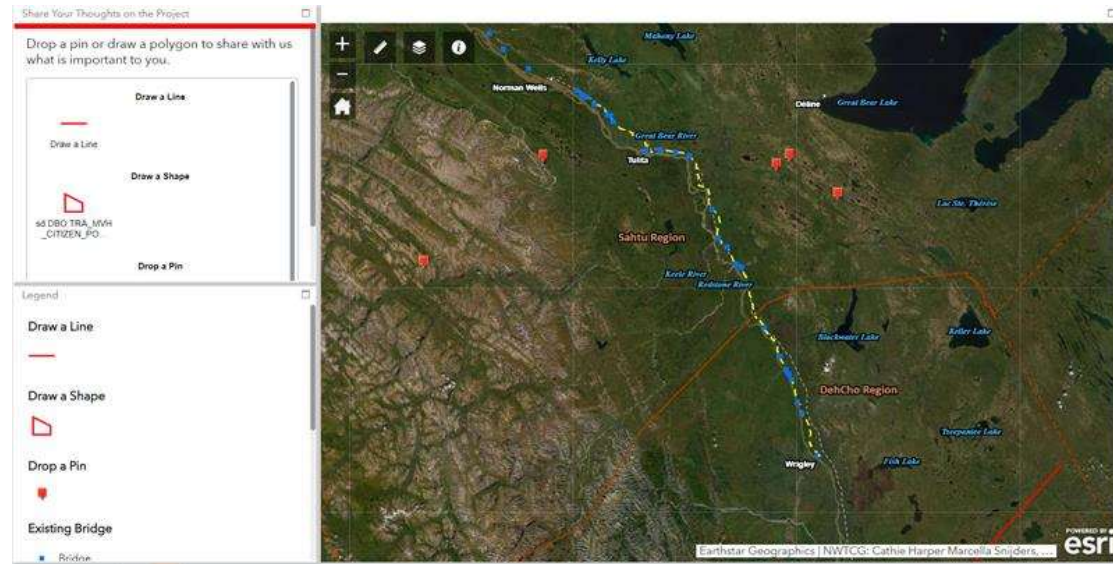 Share Your Thoughts on the Project
Drop a pin or draw a polygon to share with us
what is important to you.
Draw a Line
Draw a Line
Draw a Shape
sd DBO TRA_MVH
_CITIZEN_PO...
Drop a Pin
Legend
Draw a Line
Draw a Shape
Drop a Pin
Existing Bridge
Bridge
+
−
Mahony Lake
Kelly Lake
Norman Wells
Déline
Great Bear Lake
Great Bear River
Tulita
Lac Ste. Thérèse
Sahtu Region
Keele River
Redstone River
Blackwater Lake
Keller Lake
DehCho Region
Tseepantee Lake
Wrigley
Fish Lake
Earthstar Geographics | NWTCG: Cathie Harper Marcella Snijders, ...
POWERED BY
esri